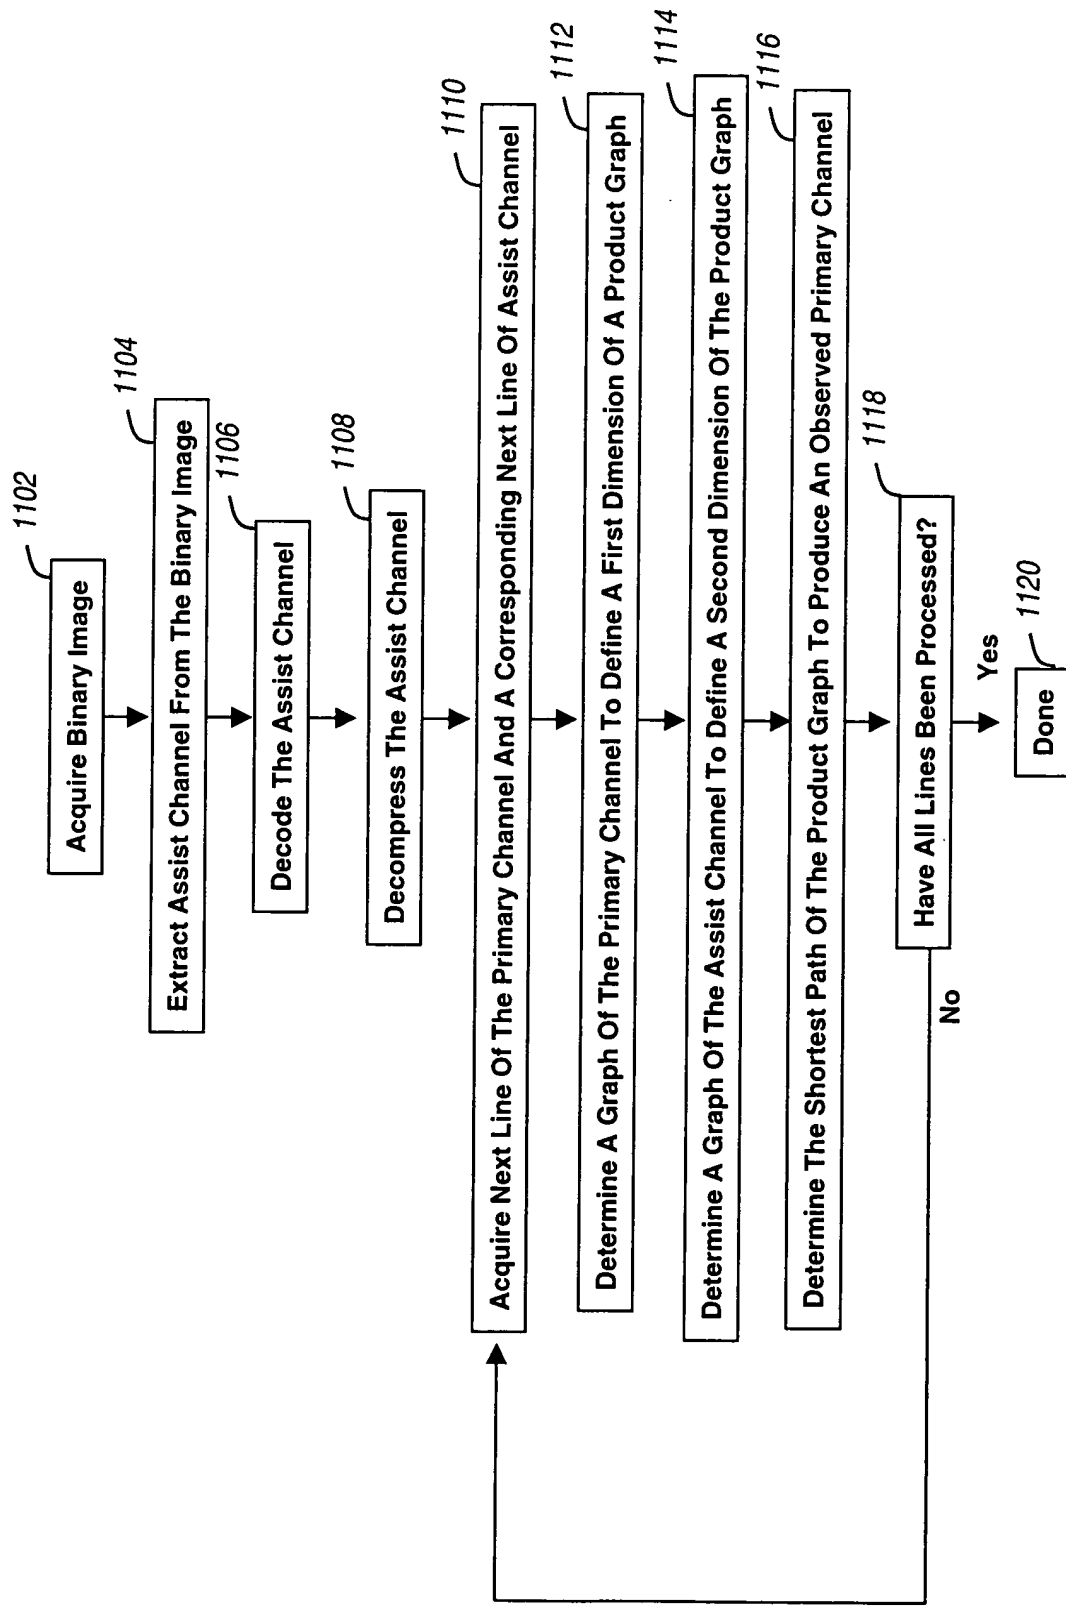 1102
Acquire Binary Image
1104
Extract Assist Channel From The Binary Image
1106
Decode The Assist Channel
1108
Decompress The Assist Channel
1110
Acquire Next Line Of The Primary Channel And A Corresponding Next Line Of Assist Channel
1112
Determine A Graph Of The Primary Channel To Define A First Dimension Of A Product Graph
1114
Determine A Graph Of The Assist Channel To Define A Second Dimension Of The Product Graph
1116
Determine The Shortest Path Of The Product Graph To Produce An Observed Primary Channel
1118
Have All Lines Been Processed?
No
Yes
1120
Done